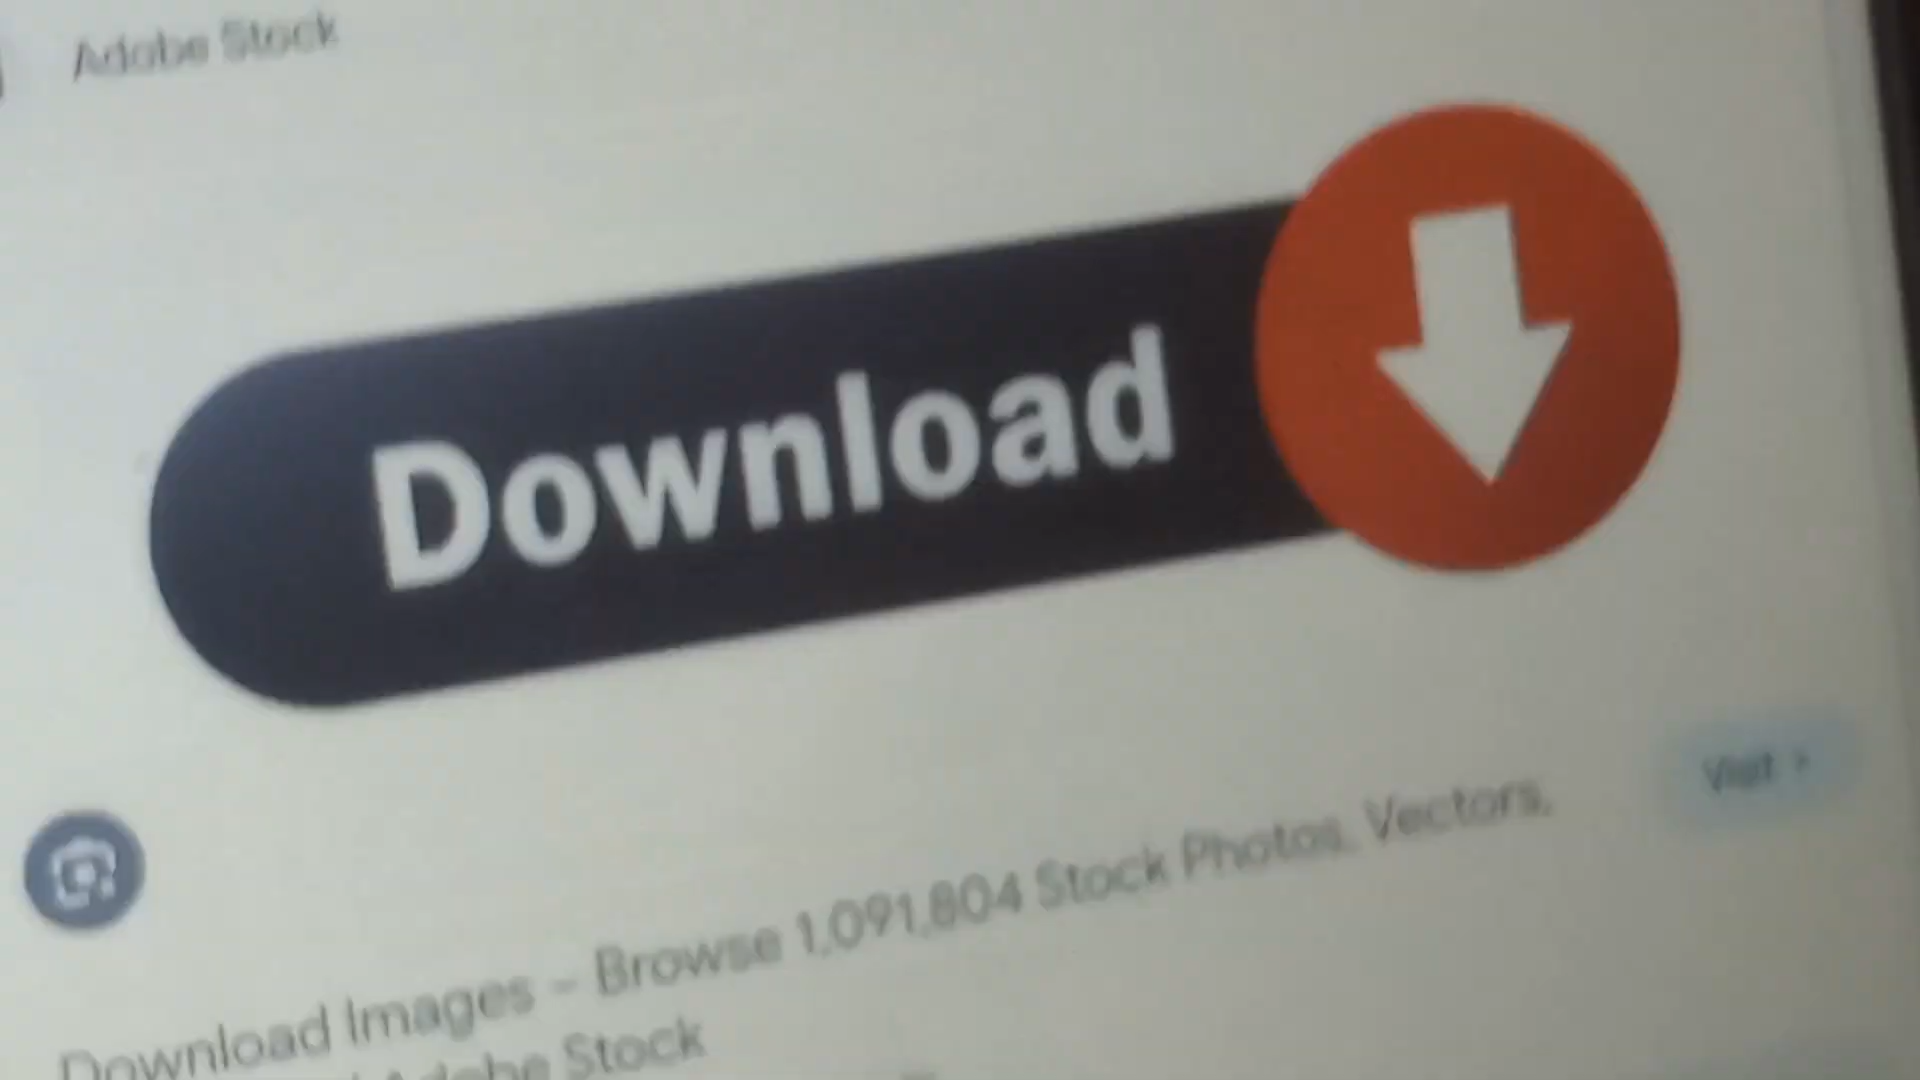 Adobe Stock
Download
Visit >
Download Images – Browse 1,091,804 Stock Photos, Vectors,
Adobe Stock